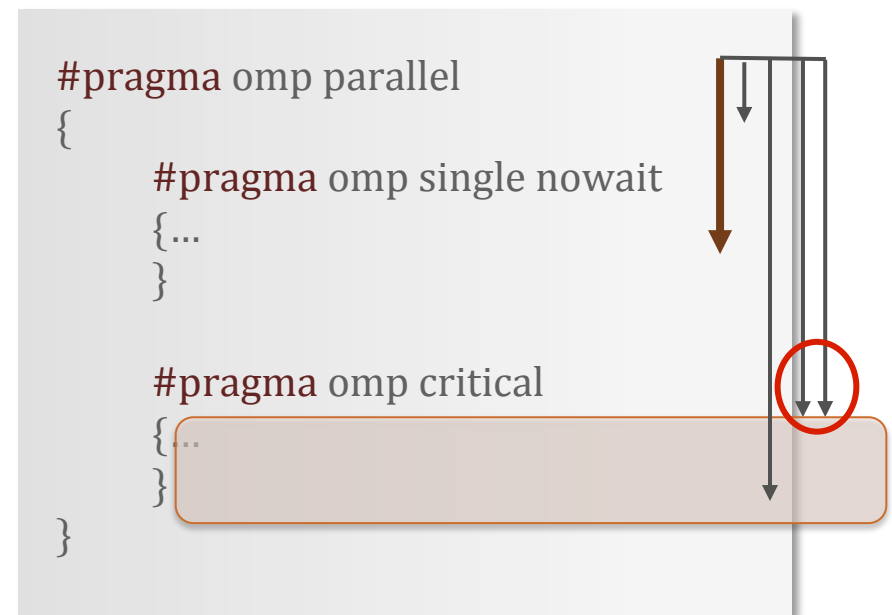 #pragma omp parallel
{
#pragma omp single nowait
{...
}
#pragma omp critical
{...
}
}